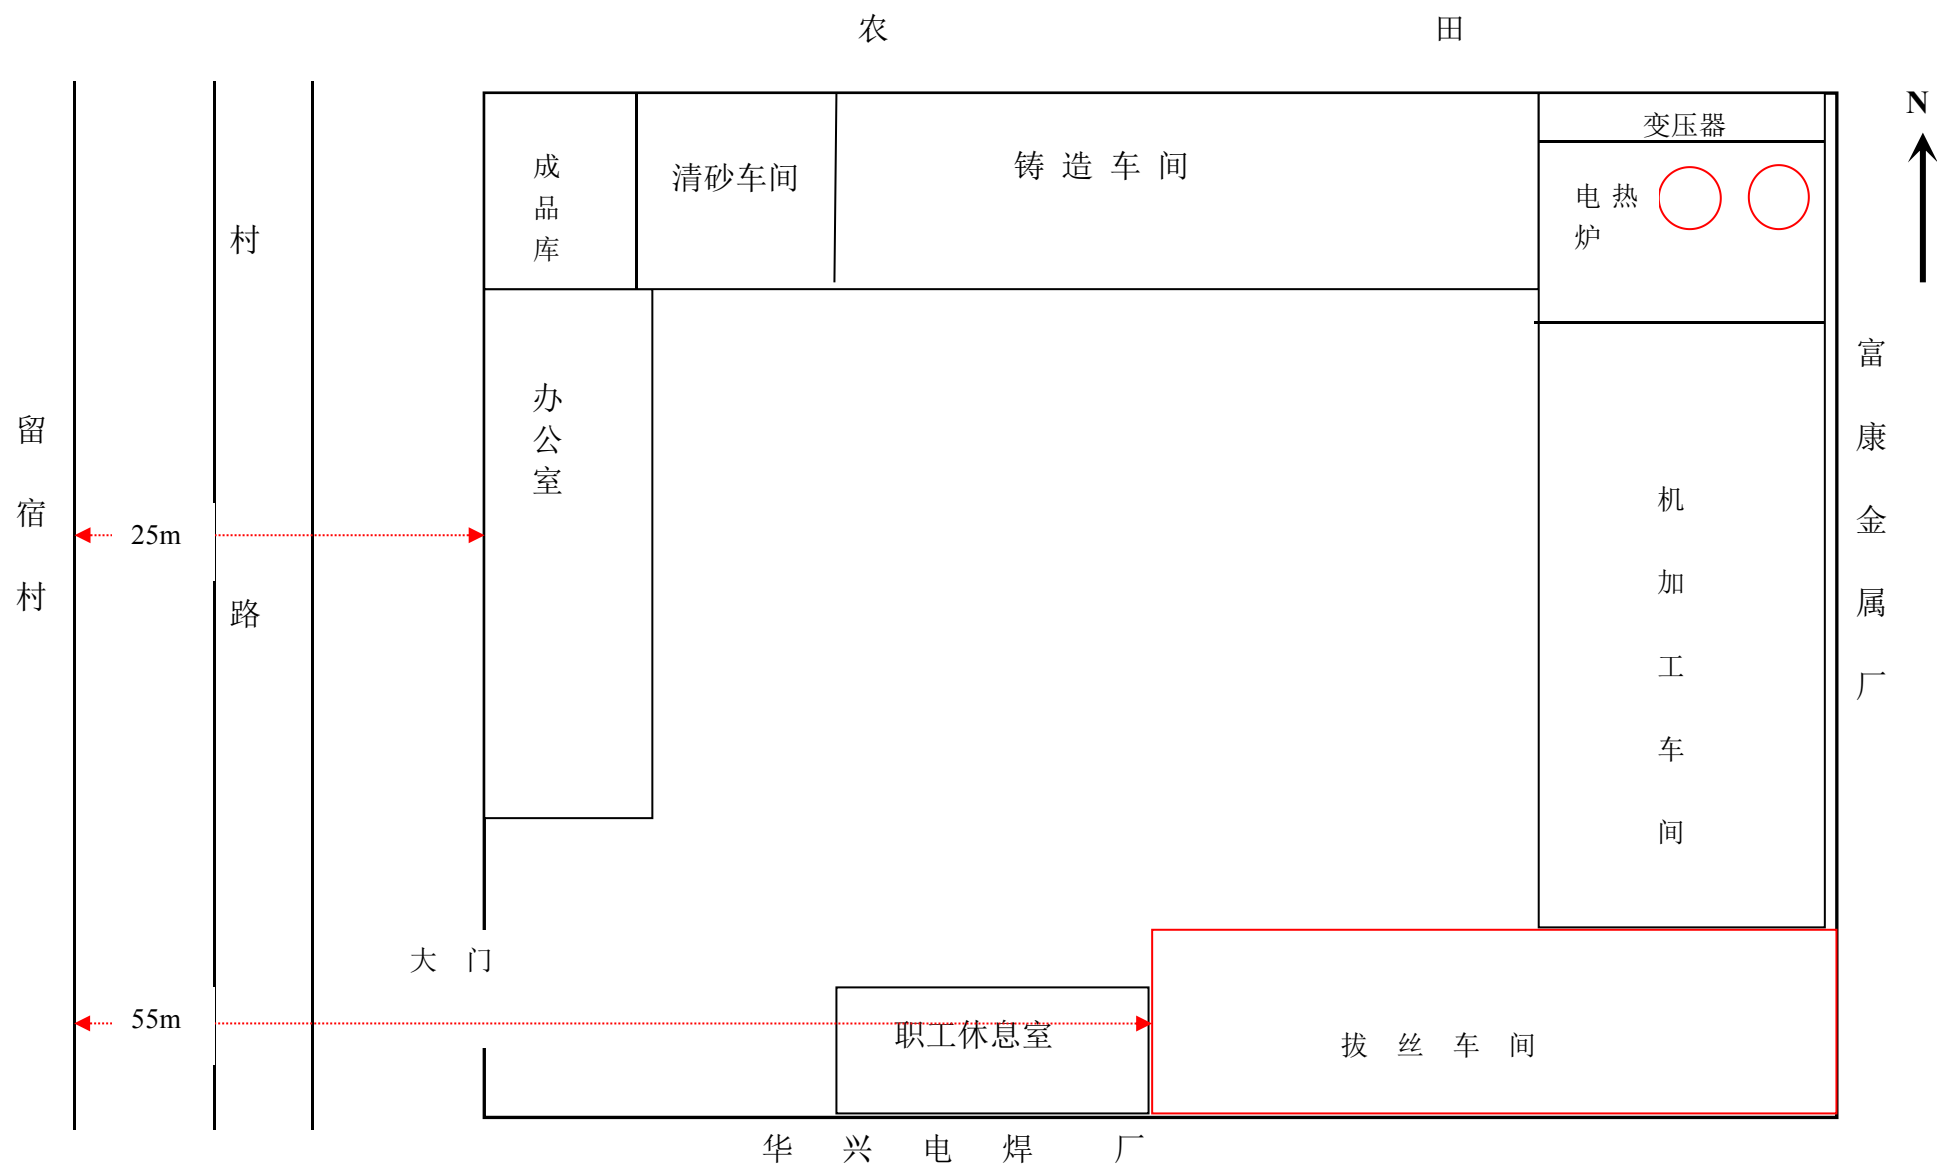 农 田
N
变压器
成品库
清砂车间
铸 造 车 间
电 热
炉
村 路
留宿村
办公室
富康金属厂
机加工车间
25m
大 门
55m
职工休息室
拔 丝 车 间
华 兴 电 焊 厂